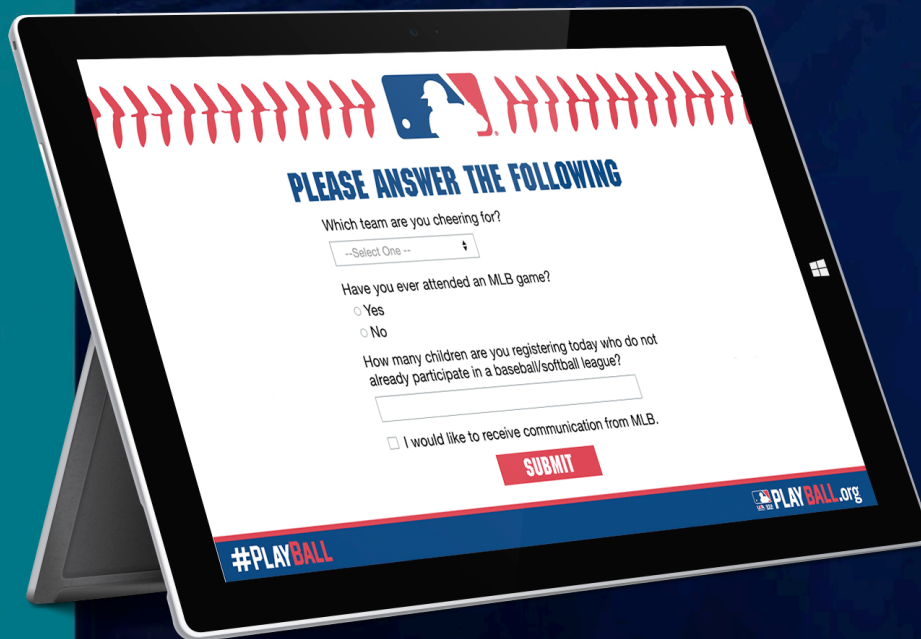 PLEASE ANSWER THE FOLLOWING
Which team are you cheering for?
--Select One --
Have you ever attended an MLB game?
Yes
No
How many children are you registering today who do not
already participate in a baseball/softball league?
I would like to receive communication from MLB.
SUBMIT
#PLAYBALL
PLAYBALL.org